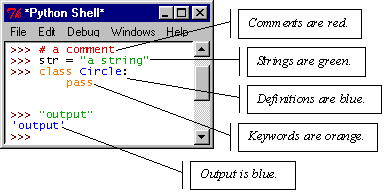 *Python Shell*
File Edit Debug Windows Help
>>> # a comment
>>> str = "a string"
>>> class Circle:
pass
>>> "output"
'output'
>>>
Comments are red.
Strings are green.
Definitions are blue.
Keywords are orange.
Output is blue.